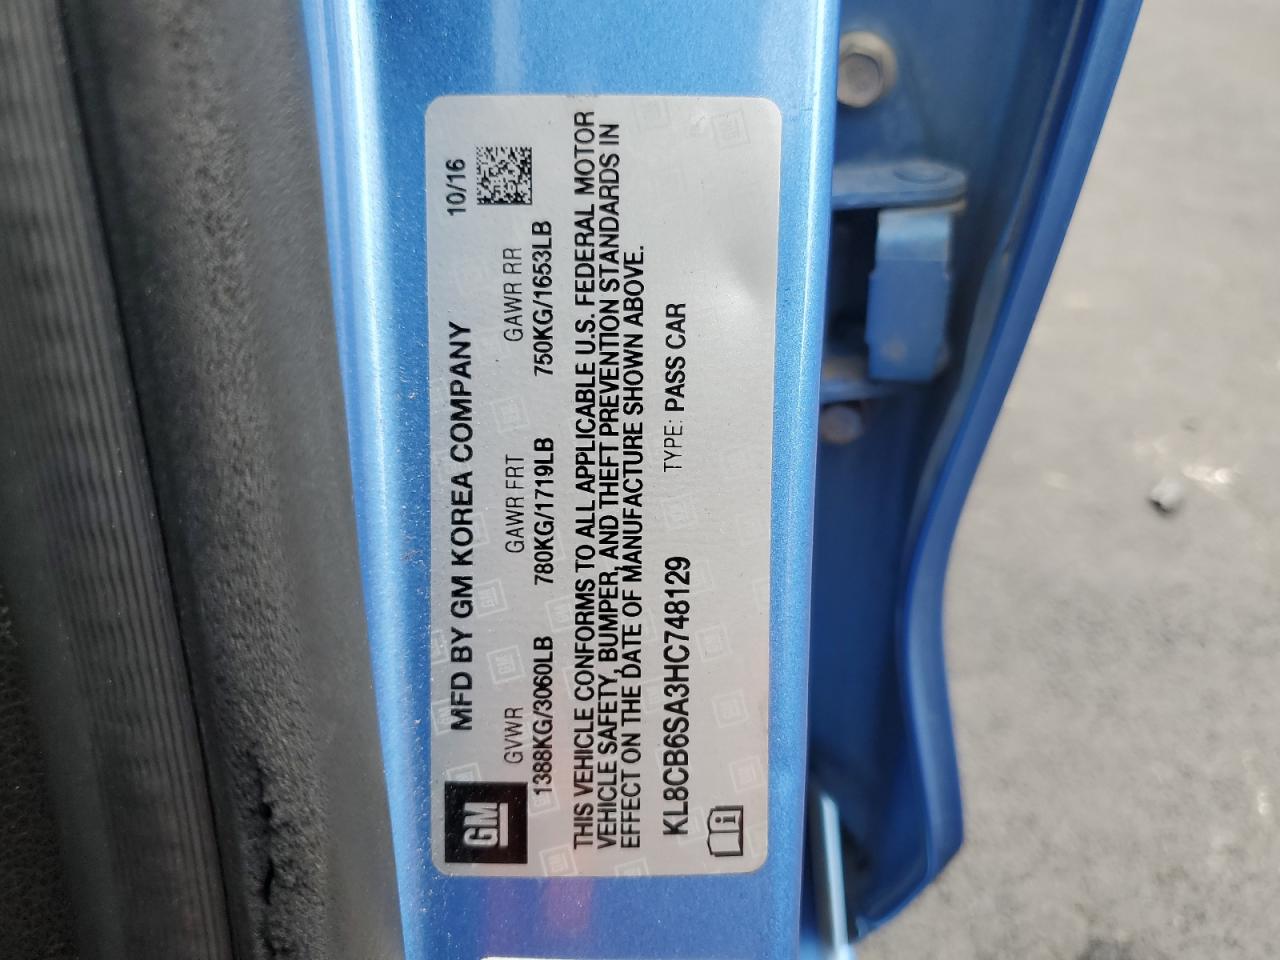 GM
MFD BY GM KOREA COMPANY 10/16
GVWR GAWR FRT GAWR RR
1388KG/3060LB 780KG/1719LB 750KG/1653LB
THIS VEHICLE CONFORMS TO ALL APPLICABLE U.S. FEDERAL MOTOR
VEHICLE SAFETY, BUMPER, AND THEFT PREVENTION STANDARDS IN
EFFECT ON THE DATE OF MANUFACTURE SHOWN ABOVE.
KL8CB6SA3HC748129 TYPE: PASS CAR